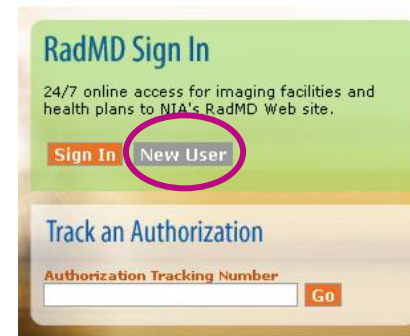 RadMD Sign In
24/7 online access for imaging facilities and
health plans to NIA's RadMD Web site.
Sign In New User
Track an Authorization
Authorization Tracking Number
Go